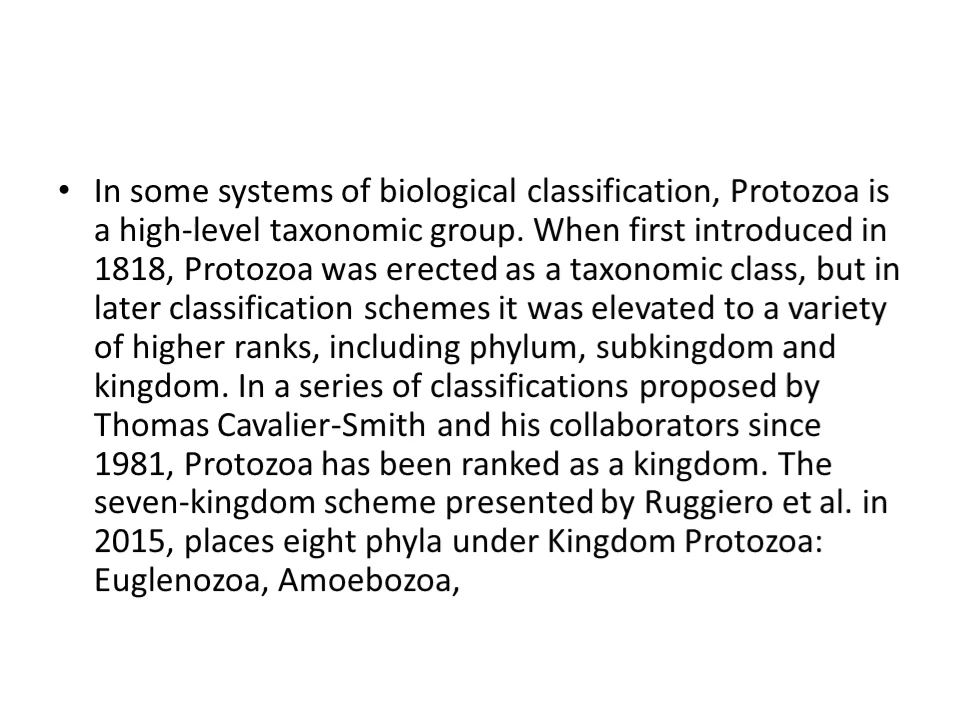 • In some systems of biological classification, Protozoa is
a high-level taxonomic group. When first introduced in
1818, Protozoa was erected as a taxonomic class, but in
later classification schemes it was elevated to a variety
of higher ranks, including phylum, subkingdom and
kingdom. In a series of classifications proposed by
Thomas Cavalier-Smith and his collaborators since
1981, Protozoa has been ranked as a kingdom. The
seven-kingdom scheme presented by Ruggiero et al. in
2015, places eight phyla under Kingdom Protozoa:
Euglenozoa, Amoebozoa,